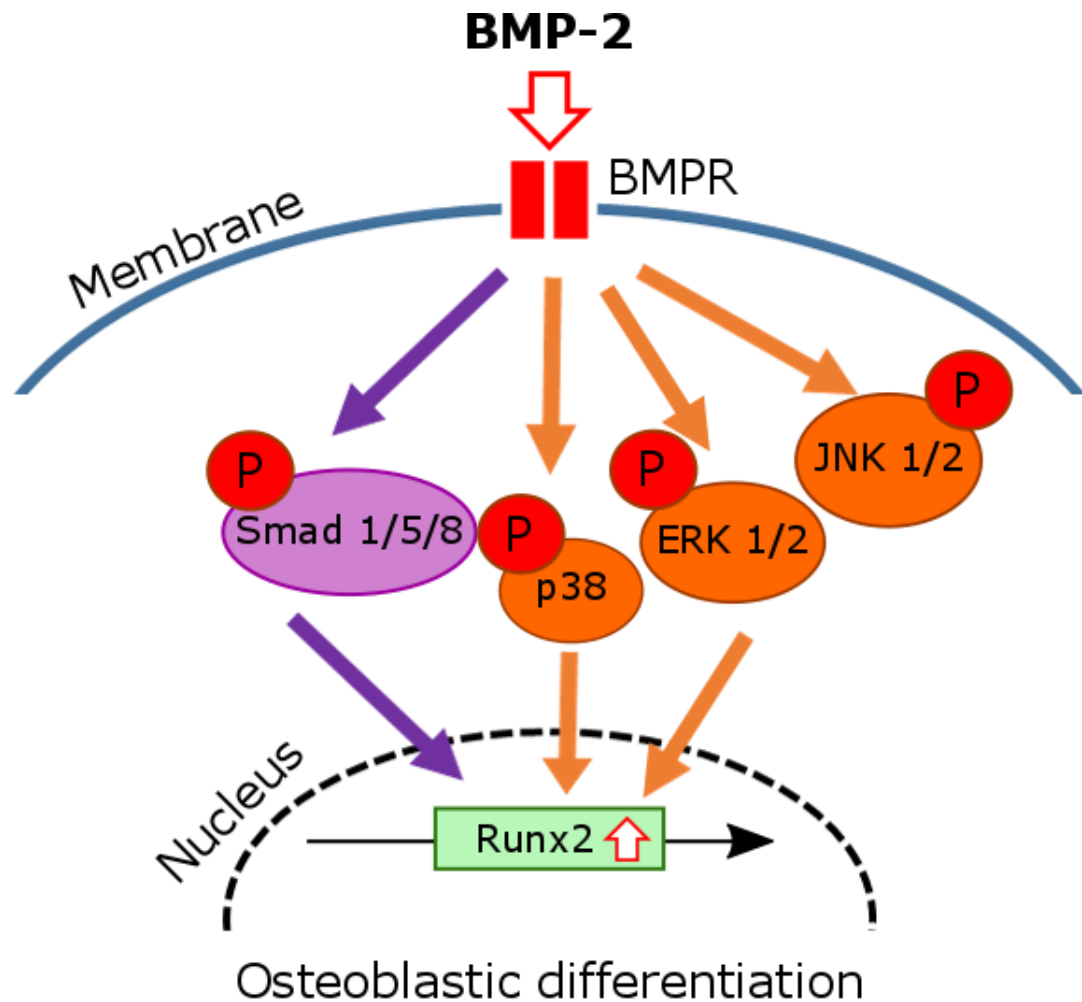 BMP-2
BMPR
Membrane
P
JNK 1/2
P
P
Smad 1/5/8
P
ERK 1/2
p38
Nucleus
Runx2
Osteoblastic differentiation